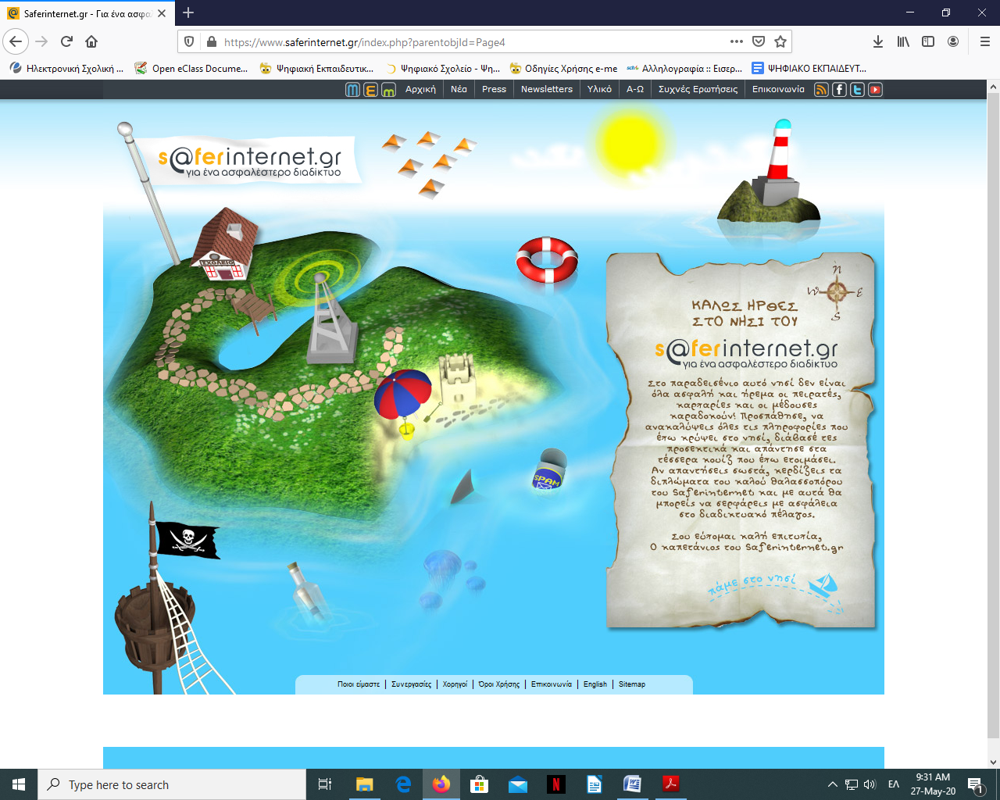 Saferinternet.gr - Για ένα ασφα
https://www.saferinternet.gr/index.php?parentobjId=Page4
Ηλεκτρονική Σχολική ...
Open eClass Docume...
Ψηφιακή Εκπαιδευτικ...
Ψηφιακό Σχολείο - Ψη...
Οδηγίες Χρήσης e-me
Αλληλογραφία :: Εισερ...
ΨΗΦΙΑΚΟ ΕΚΠΑΙΔΕΥΤ...
Αρχική | Νέα | Press | Newsletters | Υλικό | Α-Ω | Συχνές Ερωτήσεις | Επικοινωνία
s@ferinternet.gr
για ένα ασφαλέστερο διαδίκτυο
ΣΧΟΛΕΙΟ
N
W E
S
ΚΑΛΩΣ ΗΡΘΕΣ
ΣΤΟ ΝΗΣΙ ΤΟΥ
s@ferinternet.gr
για ένα ασφαλέστερο διαδίκτυο
Στο παραδεισένιο αυτό νησί δεν είναι
όλα ασφαλή και ήρεμα οι πειρατές,
καρχαρίες και οι μέδουσες
καραδοκούν! Προσπάθησε, να
ανακαλύψεις όλες τις πληροφορίες που
έχω κρύψει στο νησί, διάβασέ τες
προσεκτικά και απάντησε στα
τέσσερα κουίζ που έχω ετοιμάσει.
Αν απαντήσεις σωστά, κερδίζεις τα
διπλώματα του καλού θαλασσοπόρου
του Saferinternet και με αυτά θα
μπορείς να σερφάρεις με ασφάλεια
στο διαδικτυακό πέλαγος.
Σου εύχομαι καλή επιτυχία,
Ο καπετάνιος του Saferinternet.gr
πάμε στο νησί
SPAM
Ποιοι είμαστε | Συνεργασίες | Χορηγοί | Όροι Χρήσης | Επικοινωνία | English | Sitemap
Type here to search
ΕΛ
9:31 AM
27-May-20
1